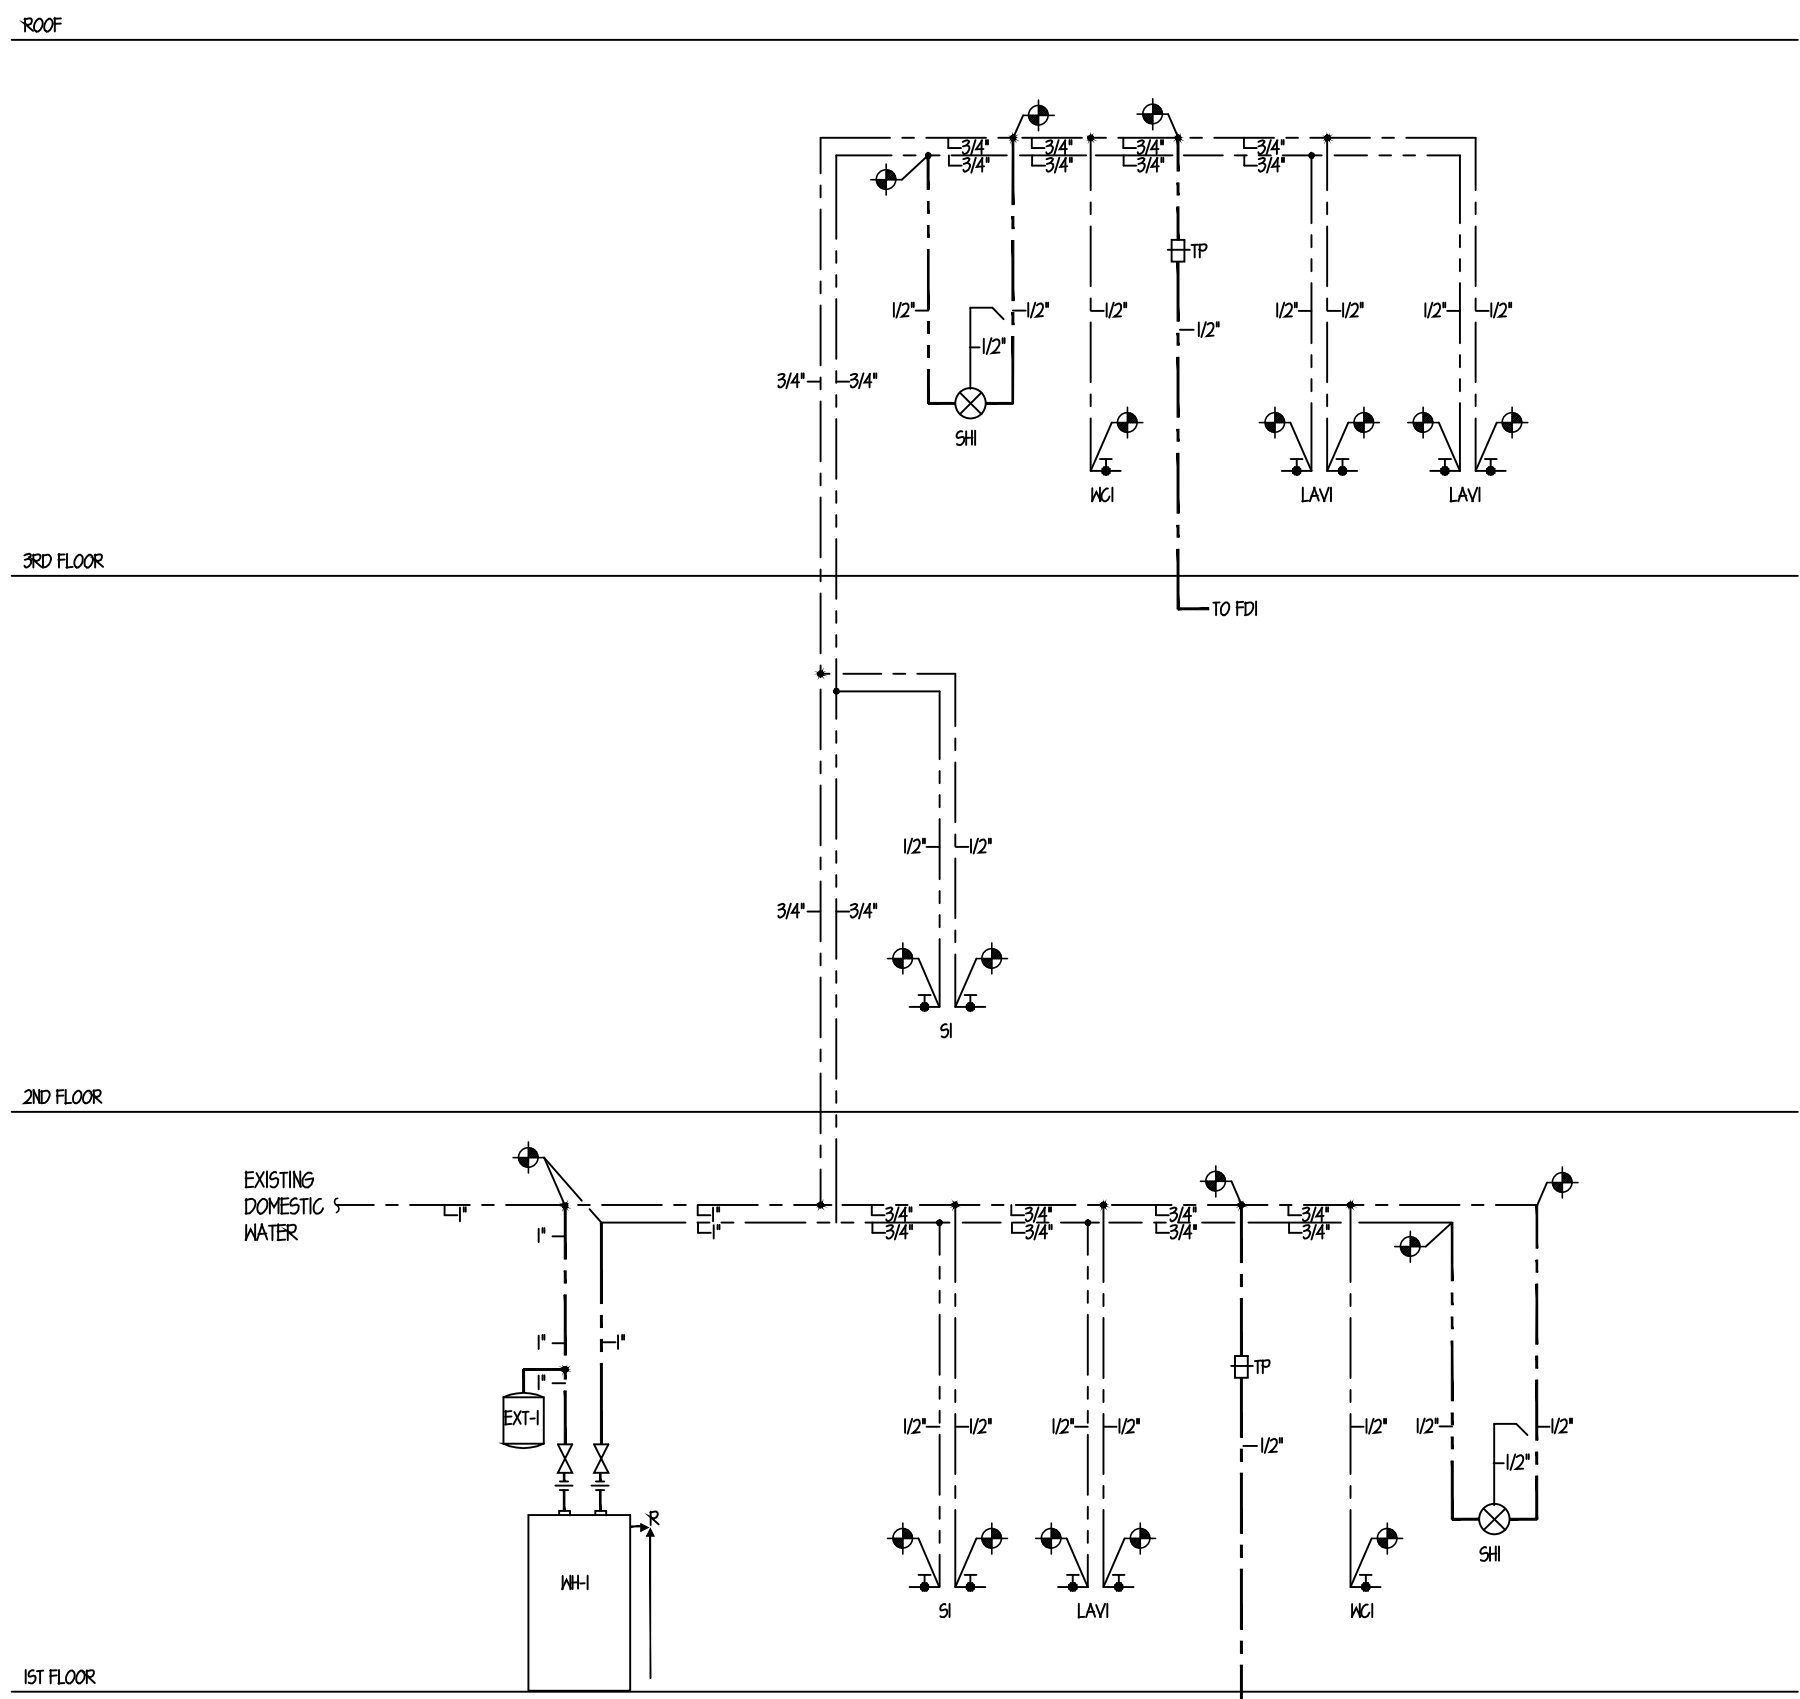 ROOF
3/4" 3/4" 3/4" 3/4"
3/4" 3/4" 3/4" 3/4"
TP
1/2" 1/2" 1/2" 1/2" 1/2" 1/2" 1/2"
1/2"
1/2"
3/4" 3/4"
SH1
WC1 LAV1 LAV1
3RD FLOOR
TO FD1
1/2" 1/2"
3/4" 3/4"
S1
2ND FLOOR
EXISTING
DOMESTIC
WATER
1" 1" 3/4" 3/4" 3/4" 3/4"
1" 1" 3/4" 3/4" 3/4" 3/4"
1" 1"
TP
1"
EXT-1
1/2" 1/2" 1/2" 1/2" 1/2" 1/2" 1/2"
1/2"
1/2"
R
SH1
WH-1
S1 LAV1 WC1
1ST FLOOR